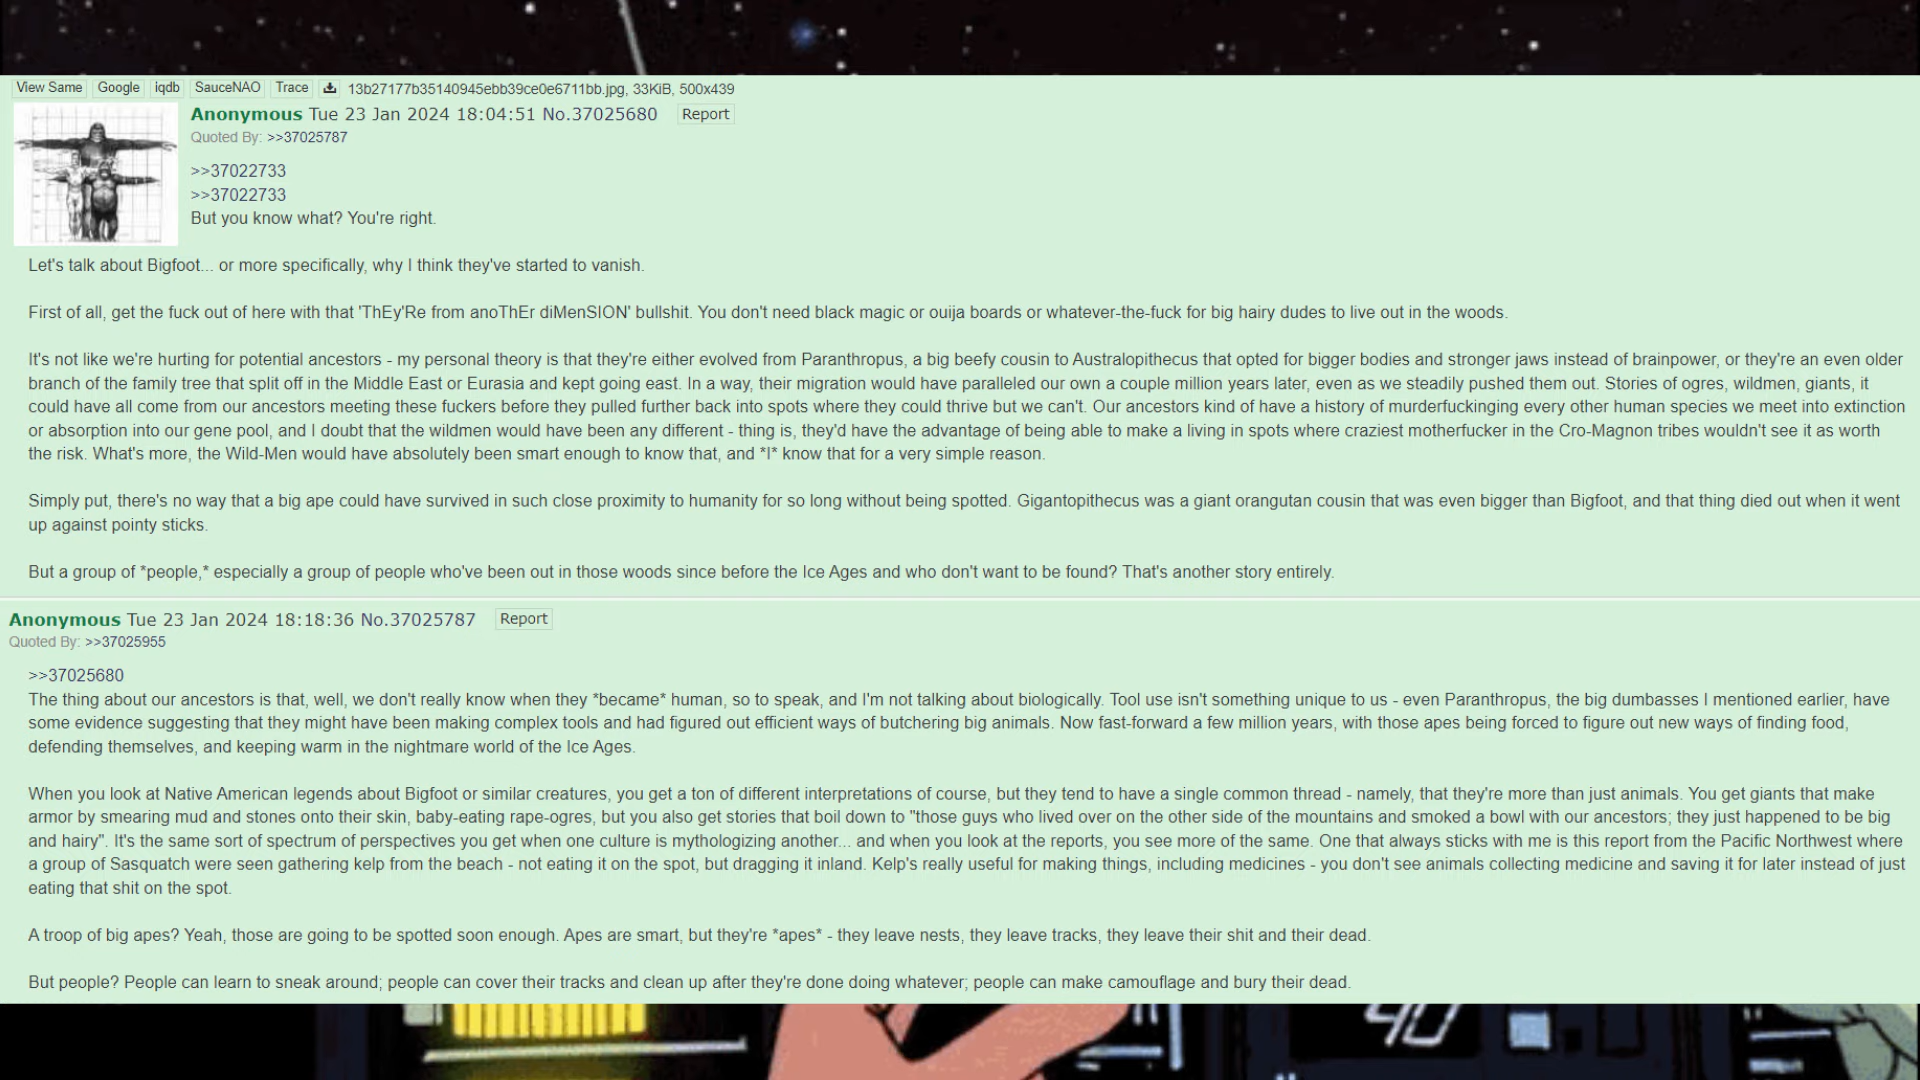 View Same Google iqdb SauceNAO Trace 13b27177b35140945ebb39ce0e6711bb.jpg, 33KiB, 500x439
Anonymous Tue 23 Jan 2024 18:04:51 No.37025680 Report
Quoted By: >>37025787
>>37022733
>>37022733
But you know what? You're right.
Let's talk about Bigfoot... or more specifically, why I think they've started to vanish.
First of all, get the fuck out of here with that 'ThEy'Re from anoThEr diMenSION' bullshit. You don't need black magic or ouija boards or whatever-the-fuck for big hairy dudes to live out in the woods.
It's not like we're hurting for potential ancestors - my personal theory is that they're either evolved from Paranthropus, a big beefy cousin to Australopithecus that opted for bigger bodies and stronger jaws instead of brainpower, or they're an even older
branch of the family tree that split off in the Middle East or Eurasia and kept going east. In a way, their migration would have paralleled our own a couple million years later, even as we steadily pushed them out. Stories of ogres, wildmen, giants, it
could have all come from our ancestors meeting these fuckers before they pulled further back into spots where they could thrive but we can't. Our ancestors kind of have a history of murderfuckinging every other human species we meet into extinction
or absorption into our gene pool, and I doubt that the wildmen would have been any different - thing is, they'd have the advantage of being able to make a living in spots where craziest motherfucker in the Cro-Magnon tribes wouldn't see it as worth
the risk. What's more, the Wild-Men would have absolutely been smart enough to know that, and *I* know that for a very simple reason.
Simply put, there's no way that a big ape could have survived in such close proximity to humanity for so long without being spotted. Gigantopithecus was a giant orangutan cousin that was even bigger than Bigfoot, and that thing died out when it went
up against pointy sticks.
But a group of *people,* especially a group of people who've been out in those woods since before the Ice Ages and who don't want to be found? That's another story entirely.
Anonymous Tue 23 Jan 2024 18:18:36 No.37025787 Report
Quoted By: >>37025955
>>37025680
The thing about our ancestors is that, well, we don't really know when they *became* human, so to speak, and I'm not talking about biologically. Tool use isn't something unique to us - even Paranthropus, the big dumbasses I mentioned earlier, have
some evidence suggesting that they might have been making complex tools and had figured out efficient ways of butchering big animals. Now fast-forward a few million years, with those apes being forced to figure out new ways of finding food,
defending themselves, and keeping warm in the nightmare world of the Ice Ages.
When you look at Native American legends about Bigfoot or similar creatures, you get a ton of different interpretations of course, but they tend to have a single common thread - namely, that they're more than just animals. You get giants that make
armor by smearing mud and stones onto their skin, baby-eating rape-ogres, but you also get stories that boil down to "those guys who lived over on the other side of the mountains and smoked a bowl with our ancestors; they just happened to be big
and hairy". It's the same sort of spectrum of perspectives you get when one culture is mythologizing another... and when you look at the reports, you see more of the same. One that always sticks with me is this report from the Pacific Northwest where
a group of Sasquatch were seen gathering kelp from the beach - not eating it on the spot, but dragging it inland. Kelp's really useful for making things, including medicines - you don't see animals collecting medicine and saving it for later instead of just
eating that shit on the spot.
A troop of big apes? Yeah, those are going to be spotted soon enough. Apes are smart, but they're *apes* - they leave nests, they leave tracks, they leave their shit and their dead.
But people? People can learn to sneak around; people can cover their tracks and clean up after they're done doing whatever; people can make camouflage and bury their dead.
40